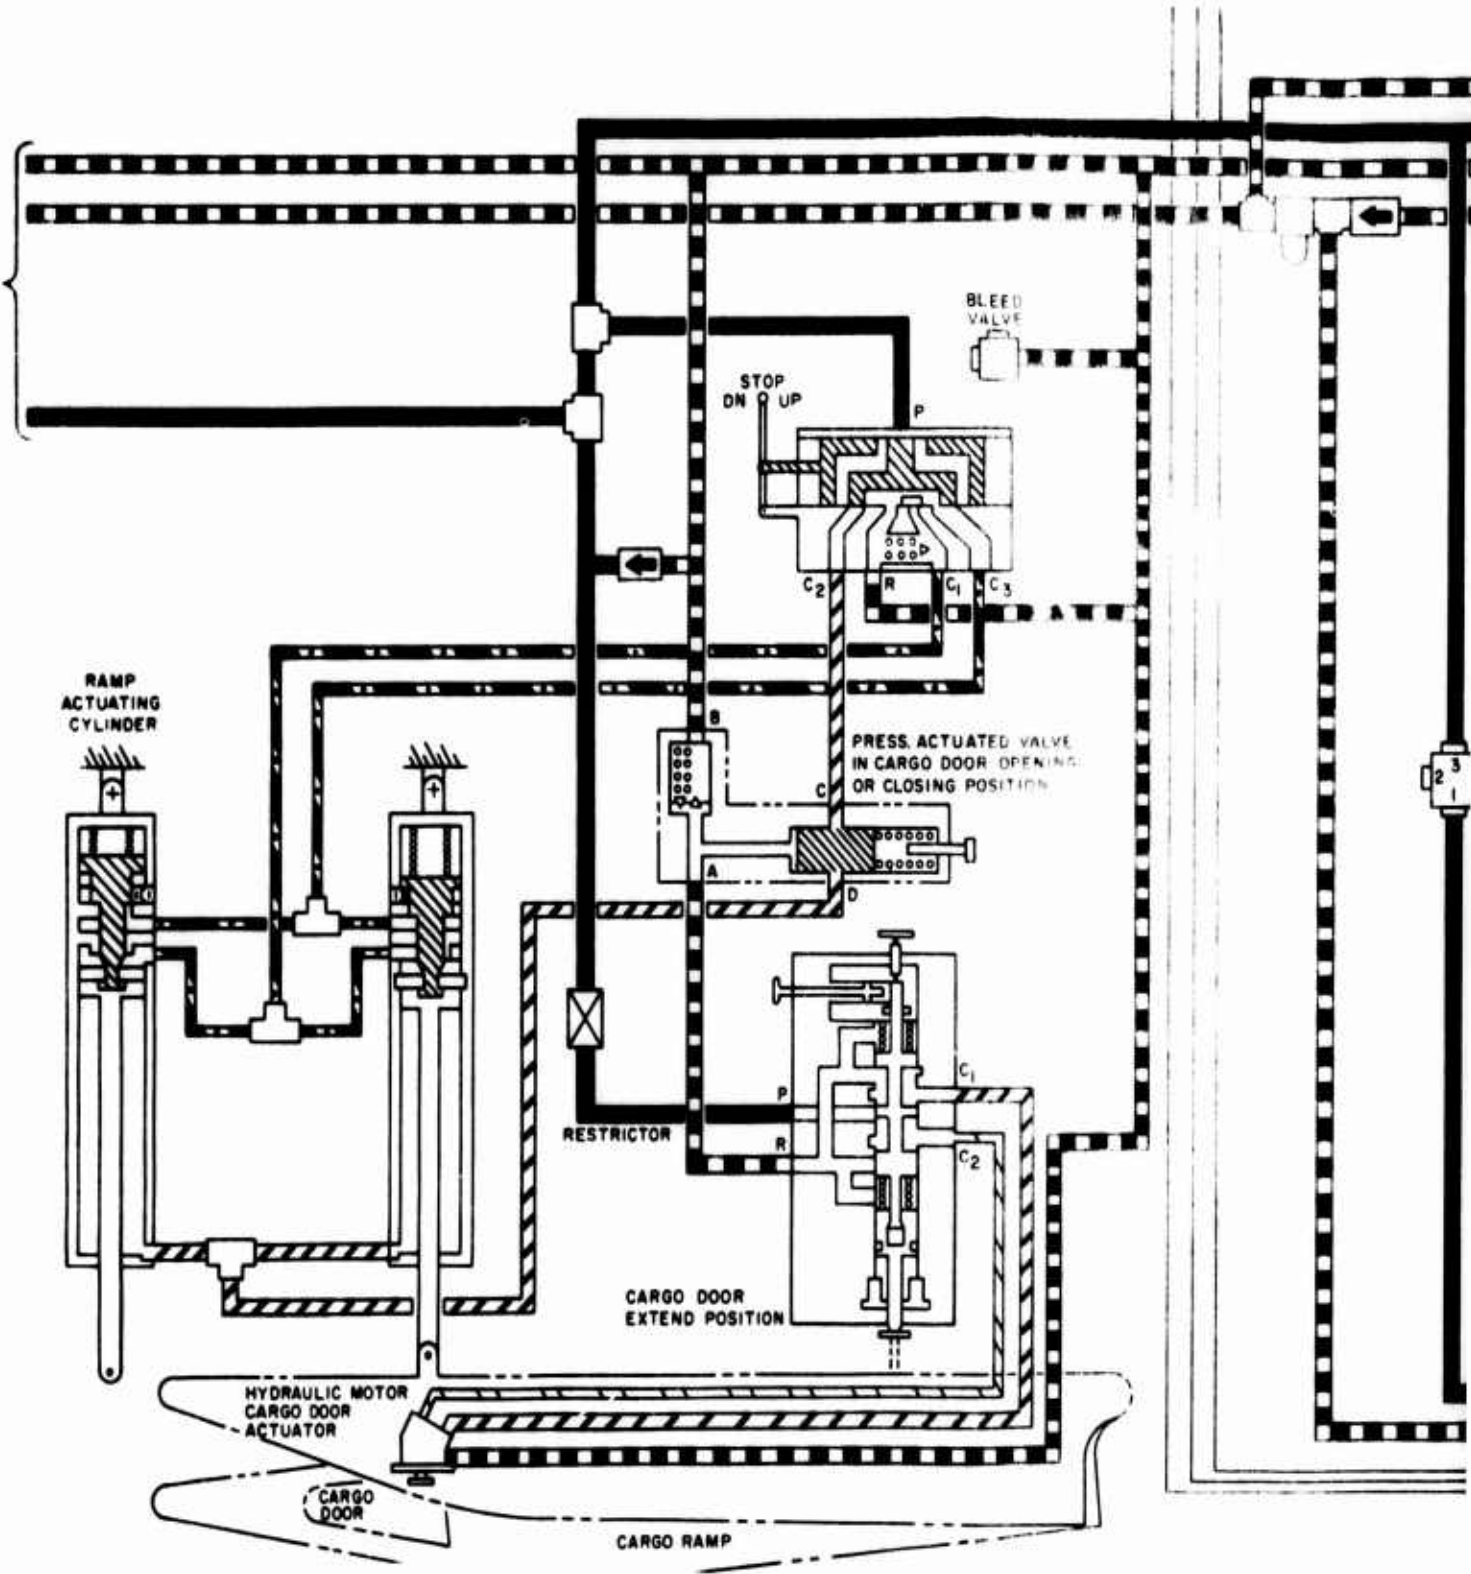 BLEED
VALVE
STOP
DN UP
P
C2 R C1 C3
RAMP
ACTUATING
CYLINDER
B
PRESS. ACTUATED VALVE
IN CARGO DOOR OPENING
OR CLOSING POSITION
C
3
2
1
A
D
C1
P
RESTRICTOR
R
C2
CARGO DOOR
EXTEND POSITION
HYDRAULIC MOTOR
CARGO DOOR
ACTUATOR
CARGO
DOOR
CARGO RAMP